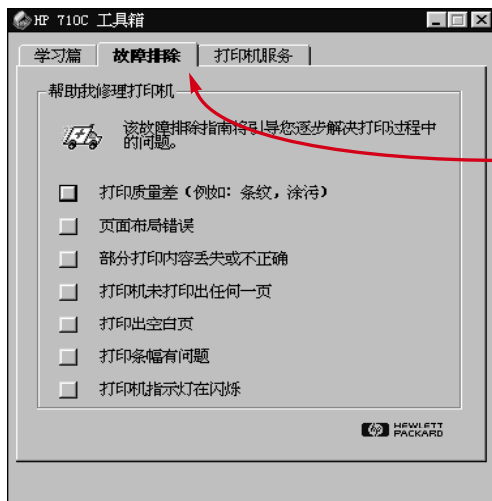 HP 710C 工具箱
学习篇 故障排除 打印机服务
帮助我修理打印机
该故障排除指南将引导您逐步解决打印过程中
的问题。
打印质量差（例如：条纹，涂污）
页面布局错误
部分打印内容丢失或不正确
打印机未打印出任何一页
打印出空白页
打印条幅有问题
打印机指示灯在闪烁
hp HEWLETT
PACKARD